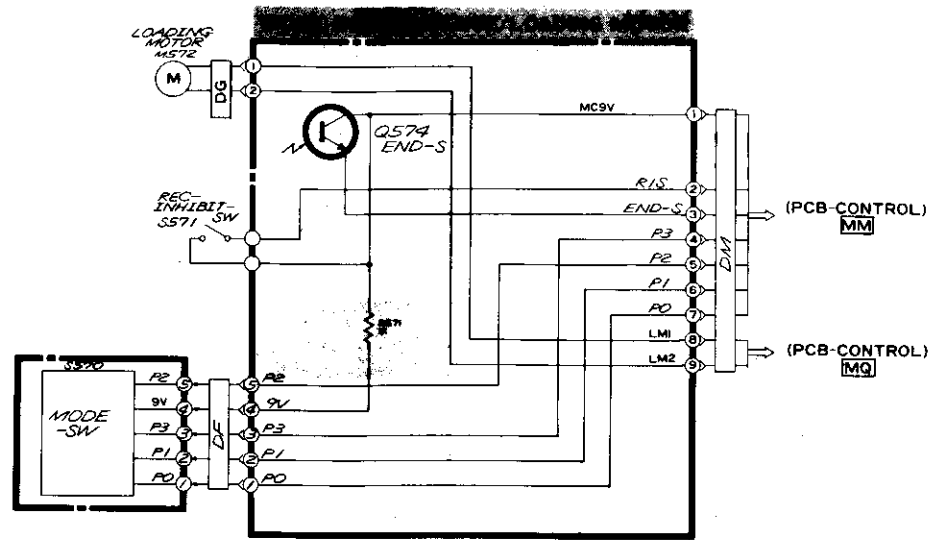 LOADING
MOTOR
M572
M
DG
1
2
Q574
END-S
MC9V
1
REC-
INHIBIT-
SW
S571
RIS
2
END-S
3
P3
4
P2
5
P1
6
P0
7
LM1
8
LM2
9
DM
(PCB-CONTROL)
MM
(PCB-CONTROL)
MQ
S570
MODE
-SW
P2
5
9V
4
P3
3
P1
2
P0
1
DF
5
P2
4
9V
3
P3
2
P1
1
P0